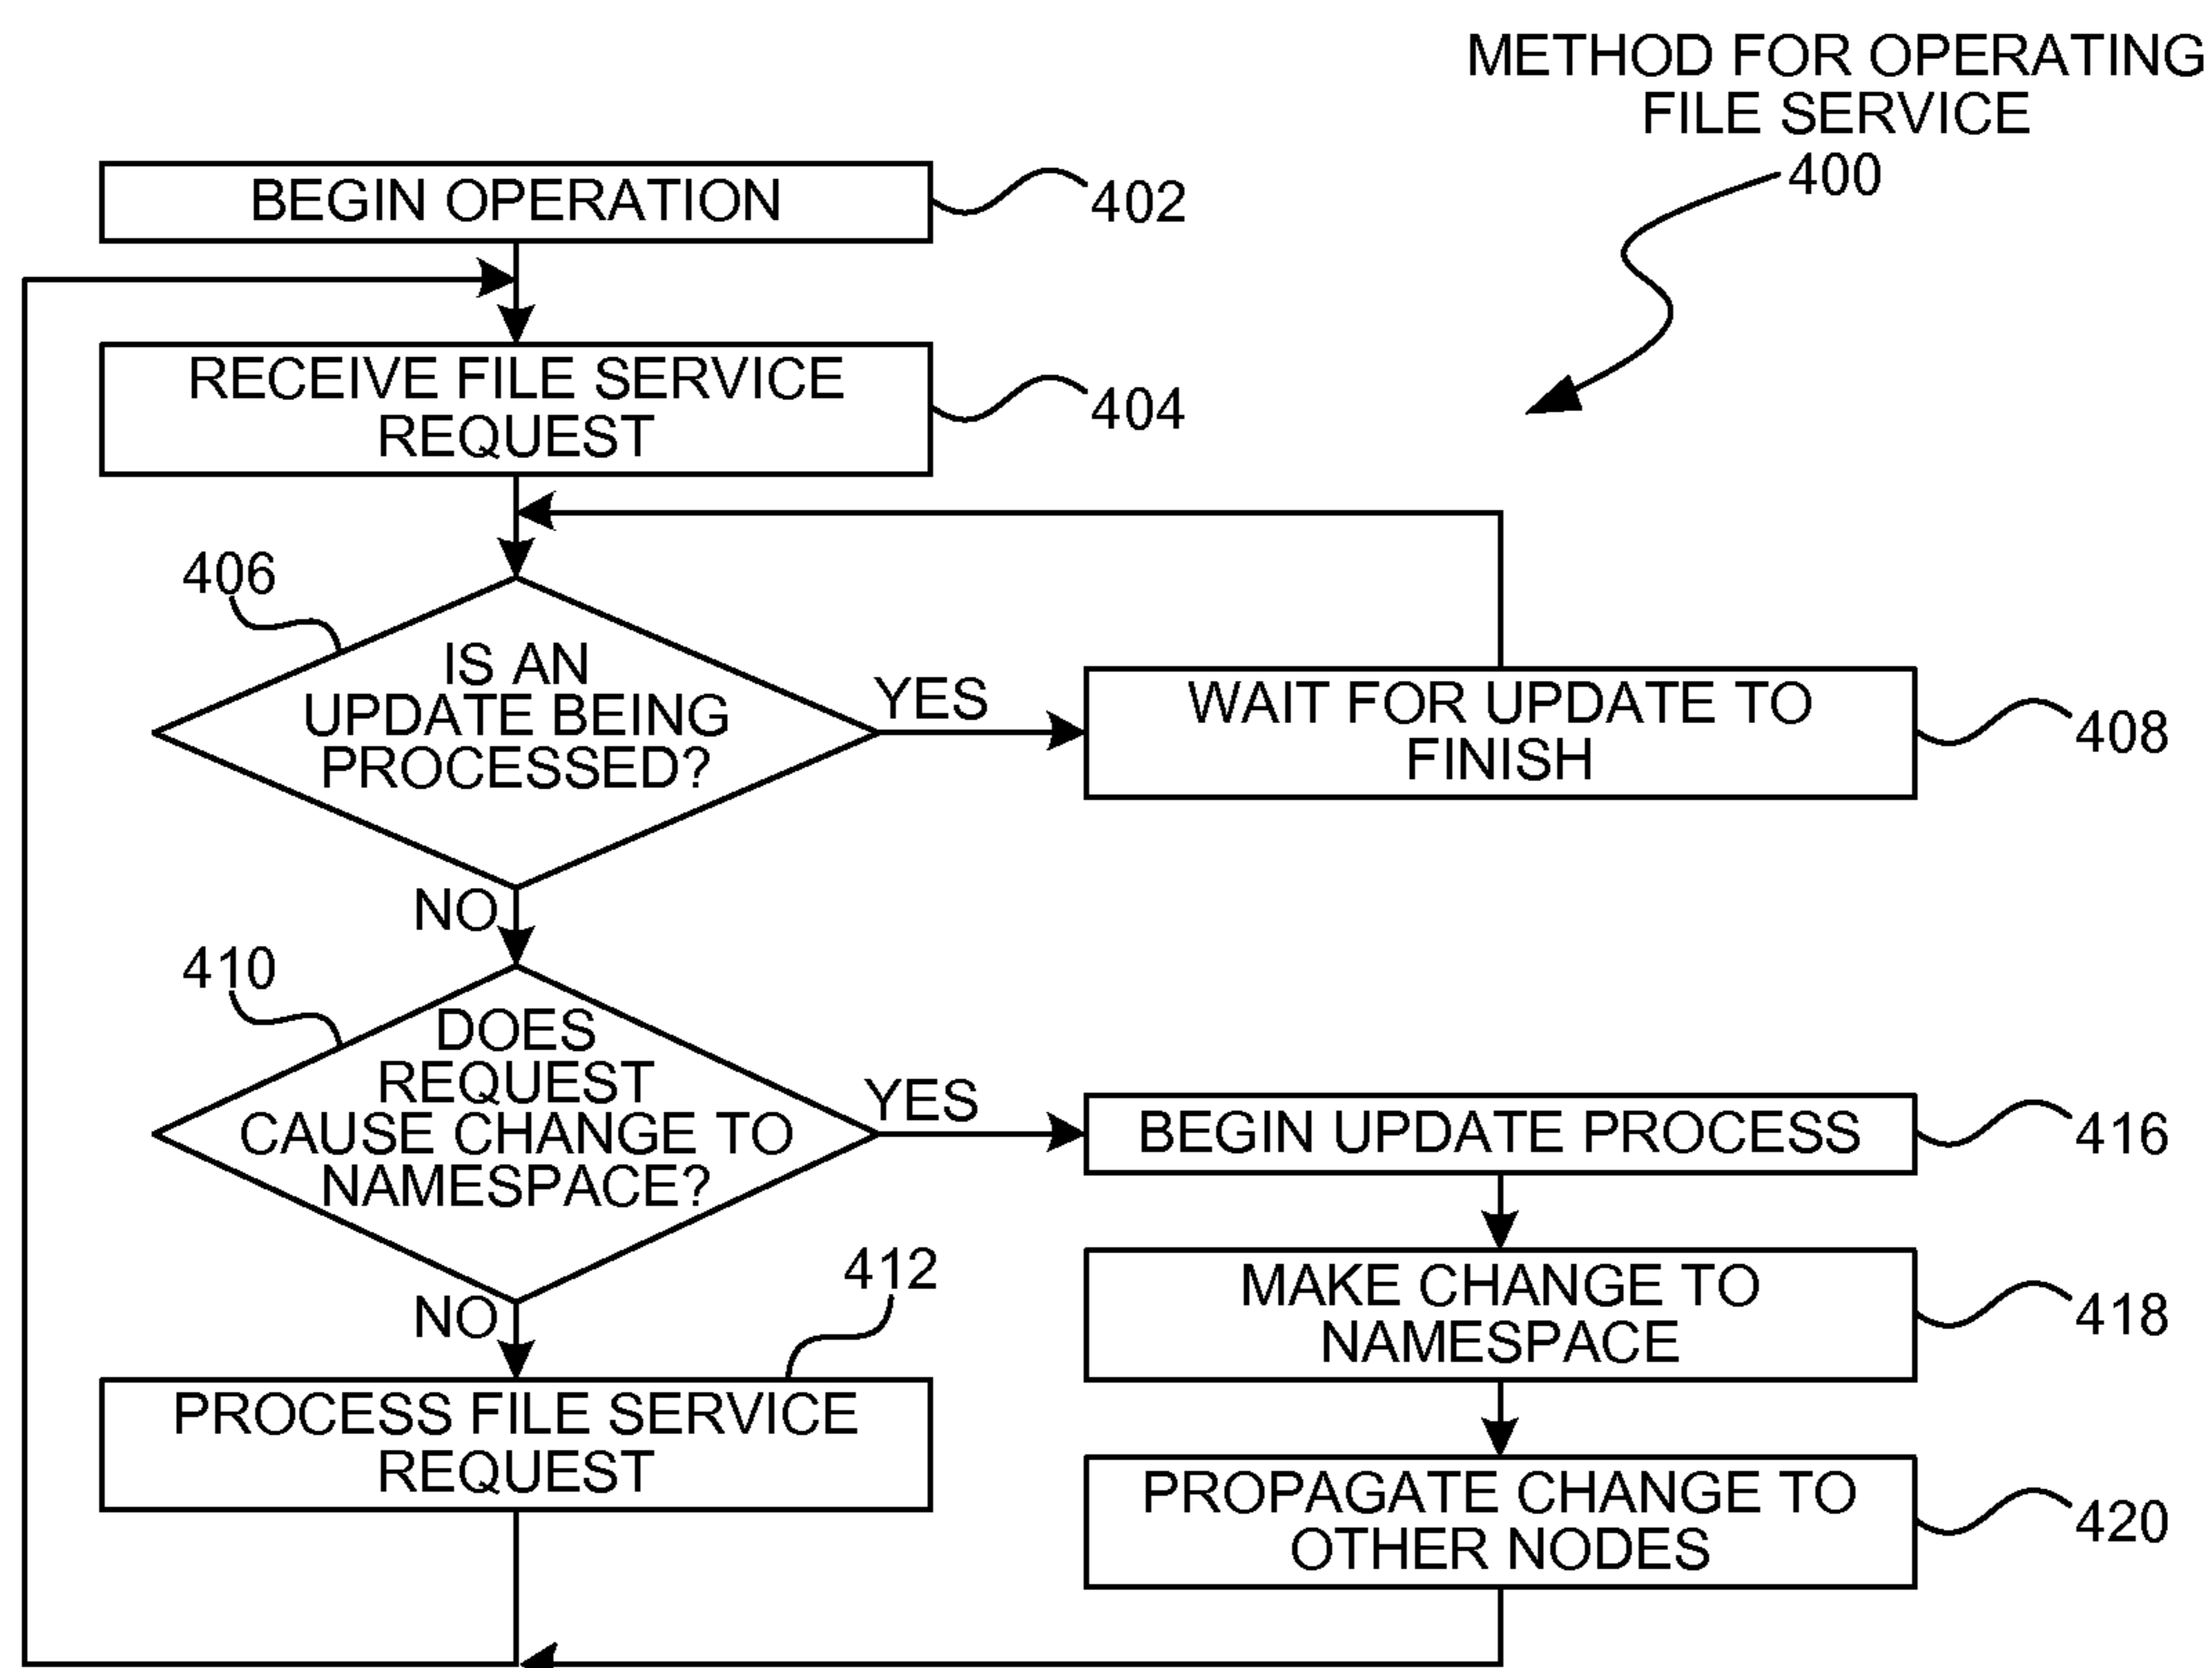 METHOD FOR OPERATING
FILE SERVICE
400
BEGIN OPERATION
402
RECEIVE FILE SERVICE
REQUEST
404
406
IS AN
UPDATE BEING
PROCESSED?
YES
WAIT FOR UPDATE TO
FINISH
408
NO
410
DOES
REQUEST
CAUSE CHANGE TO
NAMESPACE?
YES
BEGIN UPDATE PROCESS
416
NO
412
PROCESS FILE SERVICE
REQUEST
MAKE CHANGE TO
NAMESPACE
418
PROPAGATE CHANGE TO
OTHER NODES
420